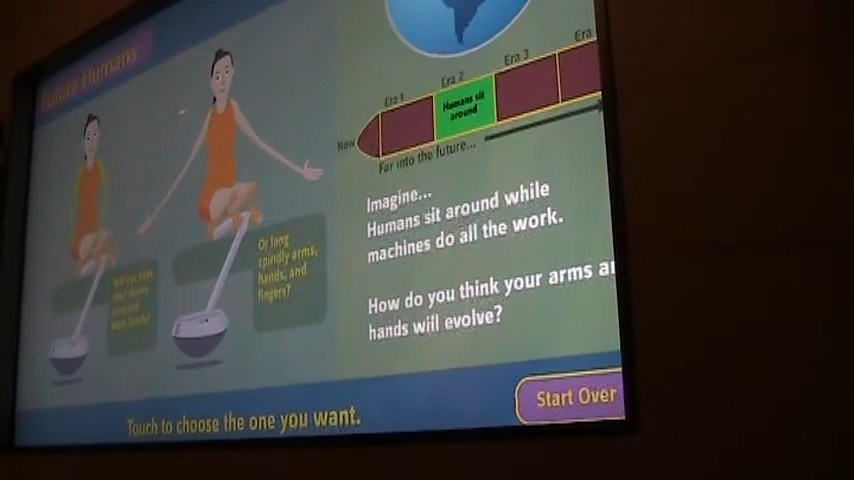 Future Humans
Era 1
Era 2
Era 3
Era
Now
Humans sit
around
Far into the future...
Imagine...
Humans sit around while
machines do all the work.
How do you think your arms a
hands will evolve?
Or long
spindly arms,
hands, and
fingers?
Touch to choose the one you want.
Start Over